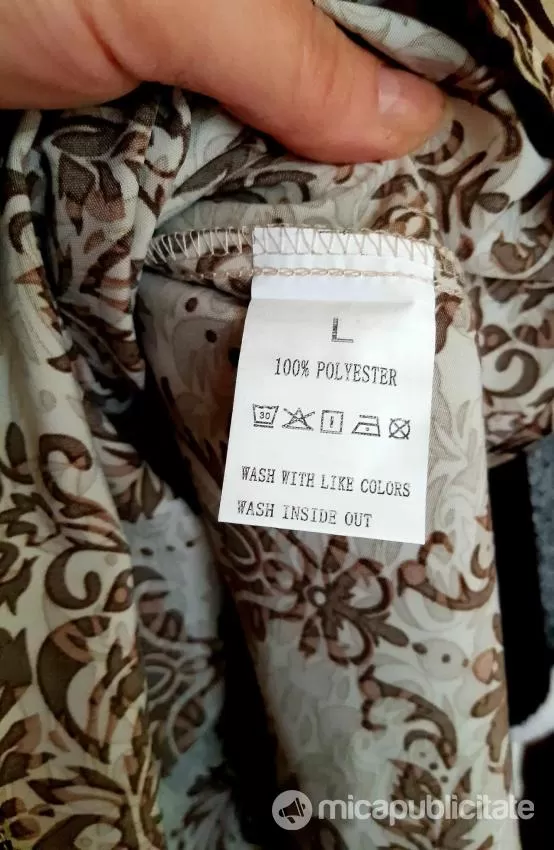 L
100% POLYESTER
30
WASH WITH LIKE COLORS
WASH INSIDE OUT
micapublicitate